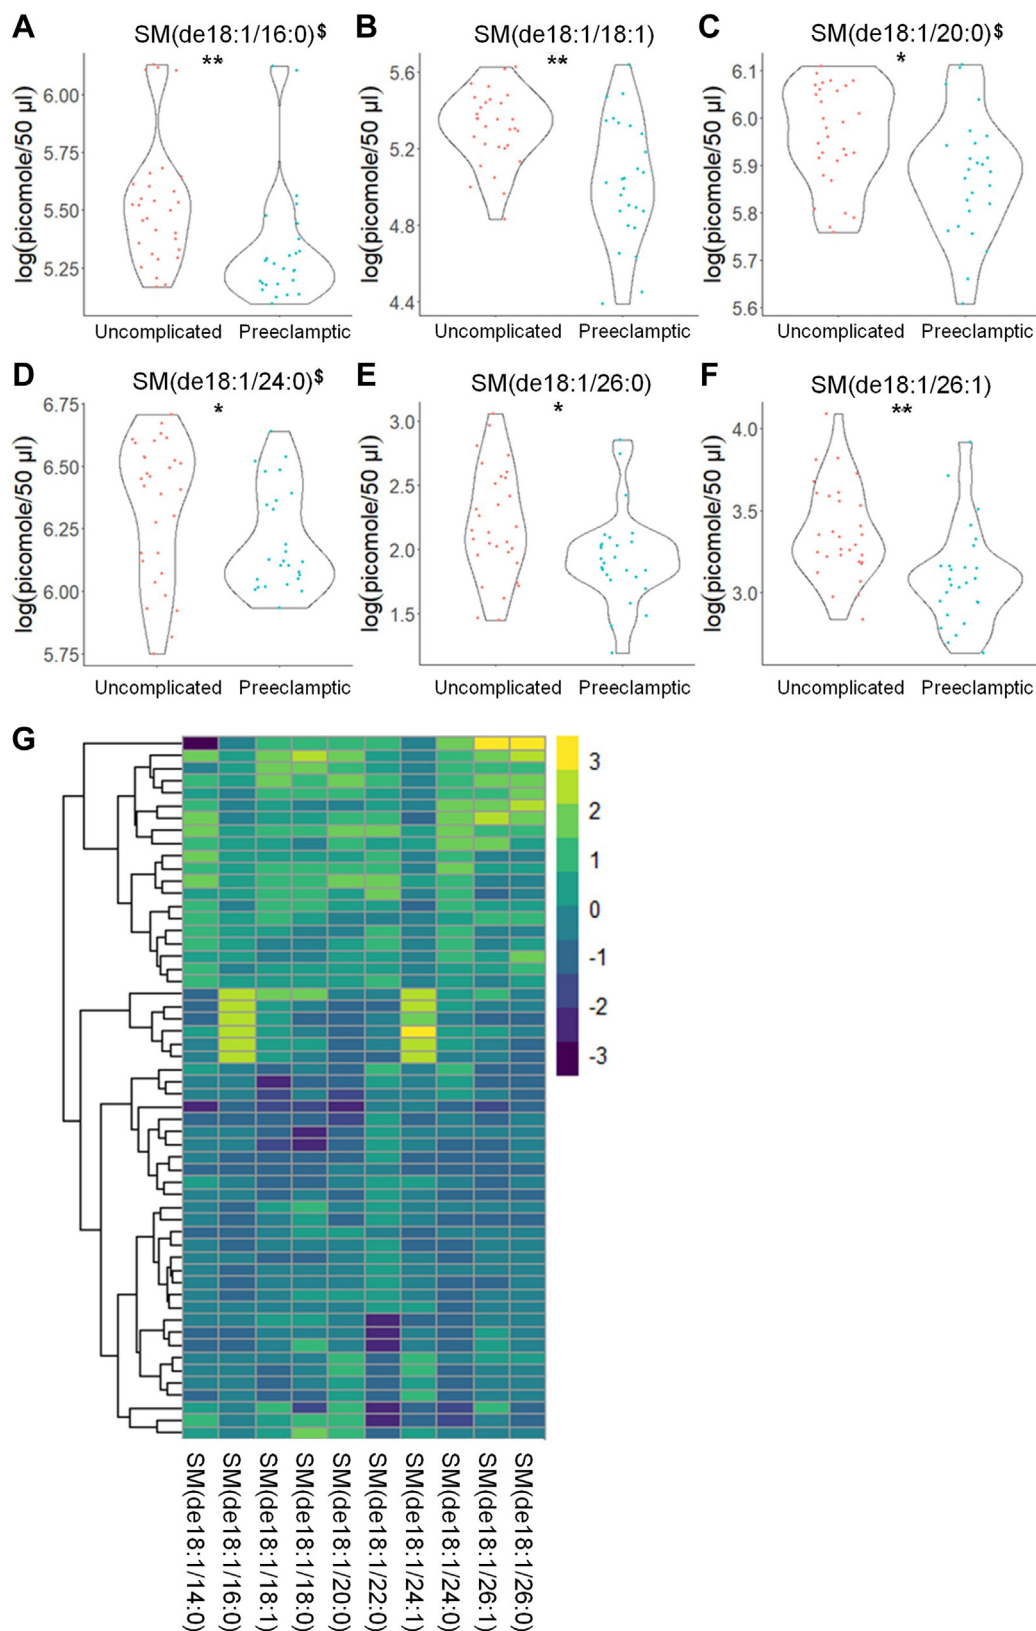 A
SM(de18:1/16:0)$
**
log(picomole/50 µl)
6.00
5.75
5.50
5.25
Uncomplicated
Preeclamptic
B
SM(de18:1/18:1)
**
log(picomole/50 µl)
5.6
5.2
4.8
4.4
Uncomplicated
Preeclamptic
C
SM(de18:1/20:0)$
*
log(picomole/50 µl)
6.1
6.0
5.9
5.8
5.7
5.6
Uncomplicated
Preeclamptic
D
SM(de18:1/24:0)$
*
log(picomole/50 µl)
6.75
6.50
6.25
6.00
5.75
Uncomplicated
Preeclamptic
E
SM(de18:1/26:0)
*
log(picomole/50 µl)
3.0
2.5
2.0
1.5
Uncomplicated
Preeclamptic
F
SM(de18:1/26:1)
**
log(picomole/50 µl)
4.0
3.5
3.0
Uncomplicated
Preeclamptic
G
3
2
1
0
-1
-2
-3
SM(de18:1/14:0)
SM(de18:1/16:0)
SM(de18:1/18:1)
SM(de18:1/18:0)
SM(de18:1/20:0)
SM(de18:1/22:0)
SM(de18:1/24:1)
SM(de18:1/24:0)
SM(de18:1/26:1)
SM(de18:1/26:0)